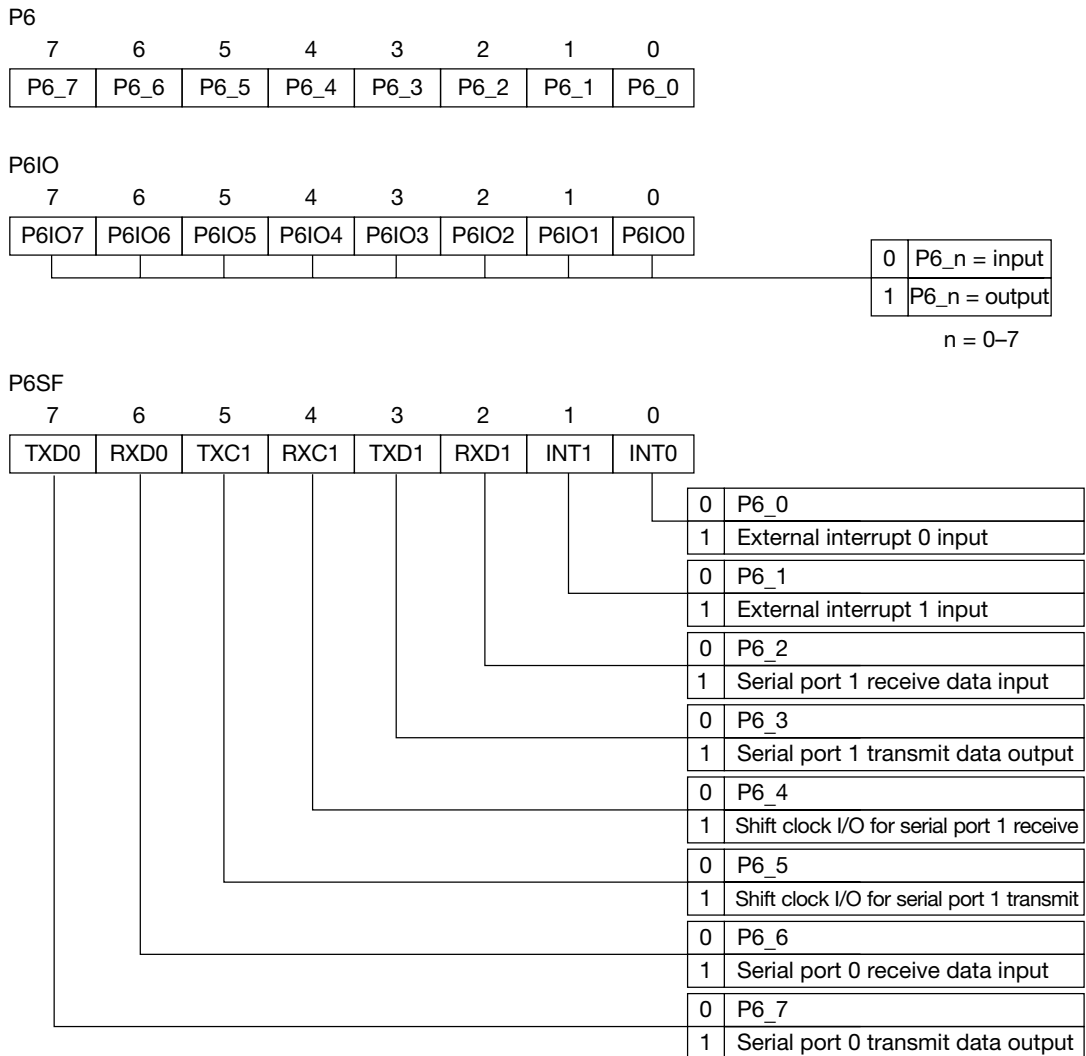 P6
7 6 5 4 3 2 1 0
P6_7 P6_6 P6_5 P6_4 P6_3 P6_2 P6_1 P6_0
P6IO
7 6 5 4 3 2 1 0
P6IO7 P6IO6 P6IO5 P6IO4 P6IO3 P6IO2 P6IO1 P6IO0
0 P6_n = input
1 P6_n = output
n = 0–7
P6SF
7 6 5 4 3 2 1 0
TXD0 RXD0 TXC1 RXC1 TXD1 RXD1 INT1 INT0
0 P6_0
1 External interrupt 0 input
0 P6_1
1 External interrupt 1 input
0 P6_2
1 Serial port 1 receive data input
0 P6_3
1 Serial port 1 transmit data output
0 P6_4
1 Shift clock I/O for serial port 1 receive
0 P6_5
1 Shift clock I/O for serial port 1 transmit
0 P6_6
1 Serial port 0 receive data input
0 P6_7
1 Serial port 0 transmit data output